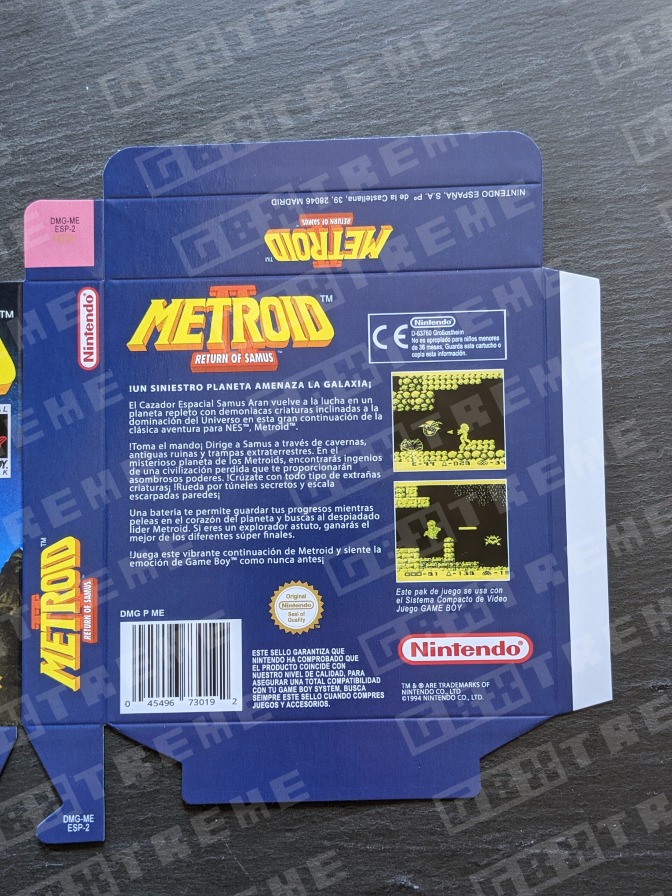 NINTENDO ESPAÑA, S.A. Pº de la Castellana, 39, 28046 MADRID
METROID II™
RETURN OF SAMUS
DMG-ME
ESP-2
Nintendo®
METROID II™
RETURN OF SAMUS™
CE
Nintendo
D-63760 Großostheim
No es apropiado para niños menores
de 36 meses. Guarda este cartucho o
copia esta información.
!UN SINIESTRO PLANETA AMENAZA LA GALAXIA¡
El Cazador Espacial Samus Aran vuelve a la lucha en un
planeta repleto con demoníacas criaturas inclinadas a la
dominación del Universo en esta gran continuación de la
clásica aventura para NES™, Metroid™.
!Toma el mando¡ Dirige a Samus a través de cavernas,
antiguas ruinas y trampas extraterrestres. En el
misterioso planeta de los Metroids, encontrarás ingenios
de una civilización perdida que te proporcionarán
asombrosos poderes. !Crúzate con todo tipo de extrañas
criaturas¡ !Rueda por túneles secretos y escala
escarpadas paredes¡
Una batería te permite guardar tus progresos mientras
peleas en el corazón del planeta y buscas al despiadado
líder Metroid. Si eres un explorador astuto, ganarás el
mejor de los diferentes súper finales.
!Juega este vibrante continuación de Metroid y siente la
emoción de Game Boy™ como nunca antes¡
Este pak de juego se usa con
el Sistema Compacto de Video
Juego GAME BOY
Original
Nintendo
Seal of
Quality
DMG P ME
0 45496 73019 2
ESTE SELLO GARANTIZA QUE
NINTENDO HA COMPROBADO QUE
EL PRODUCTO COINCIDE CON
NUESTRO NIVEL DE CALIDAD, PARA
ASEGURAR UNA TOTAL COMPATIBILIDAD
CON TU GAME BOY SYSTEM, BUSCA
SEIMPRE ESTE SELLO CUANDO COMPRES
JUEGOS Y ACCESORIOS.
Nintendo®
TM & ® ARE TRADEMARKS OF
NINTENDO CO., LTD
©1994 NINTENDO CO., LTD.
METROID II™
RETURN OF SAMUS
DMG-ME
ESP-2